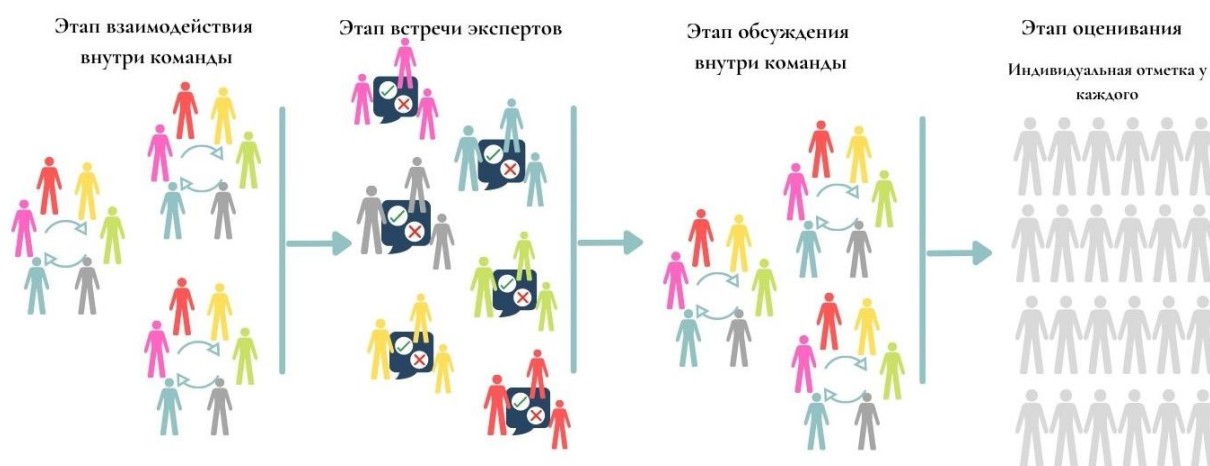 Этап взаимодействия
внутри команды
Этап встречи экспертов
Этап обсуждения
внутри команды
Этап оценивания
Индивидуальная отметка у
каждого